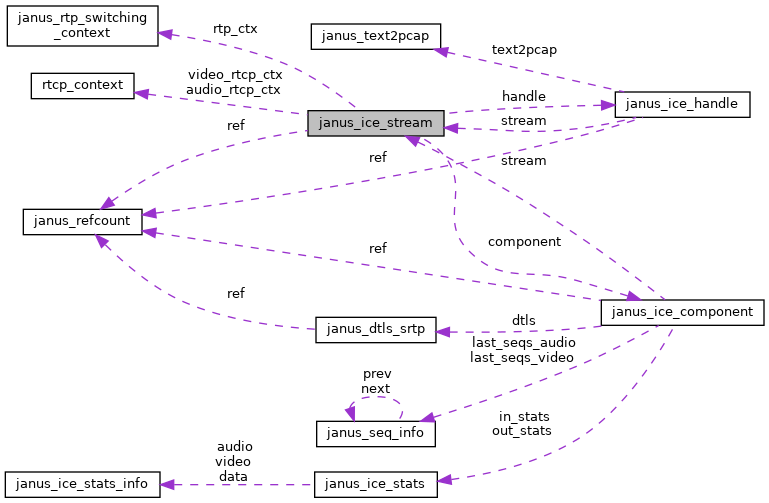 janus_rtp_switching
_context
rtp_ctx
janus_text2pcap
text2pcap
rtcp_context
video_rtcp_ctx
audio_rtcp_ctx
handle
janus_ice_handle
janus_ice_stream
stream
ref
ref
stream
janus_refcount
component
ref
ref
janus_ice_component
dtls
janus_dtls_srtp
last_seqs_audio
last_seqs_video
prev
next
in_stats
out_stats
janus_seq_info
audio
video
data
janus_ice_stats_info
janus_ice_stats